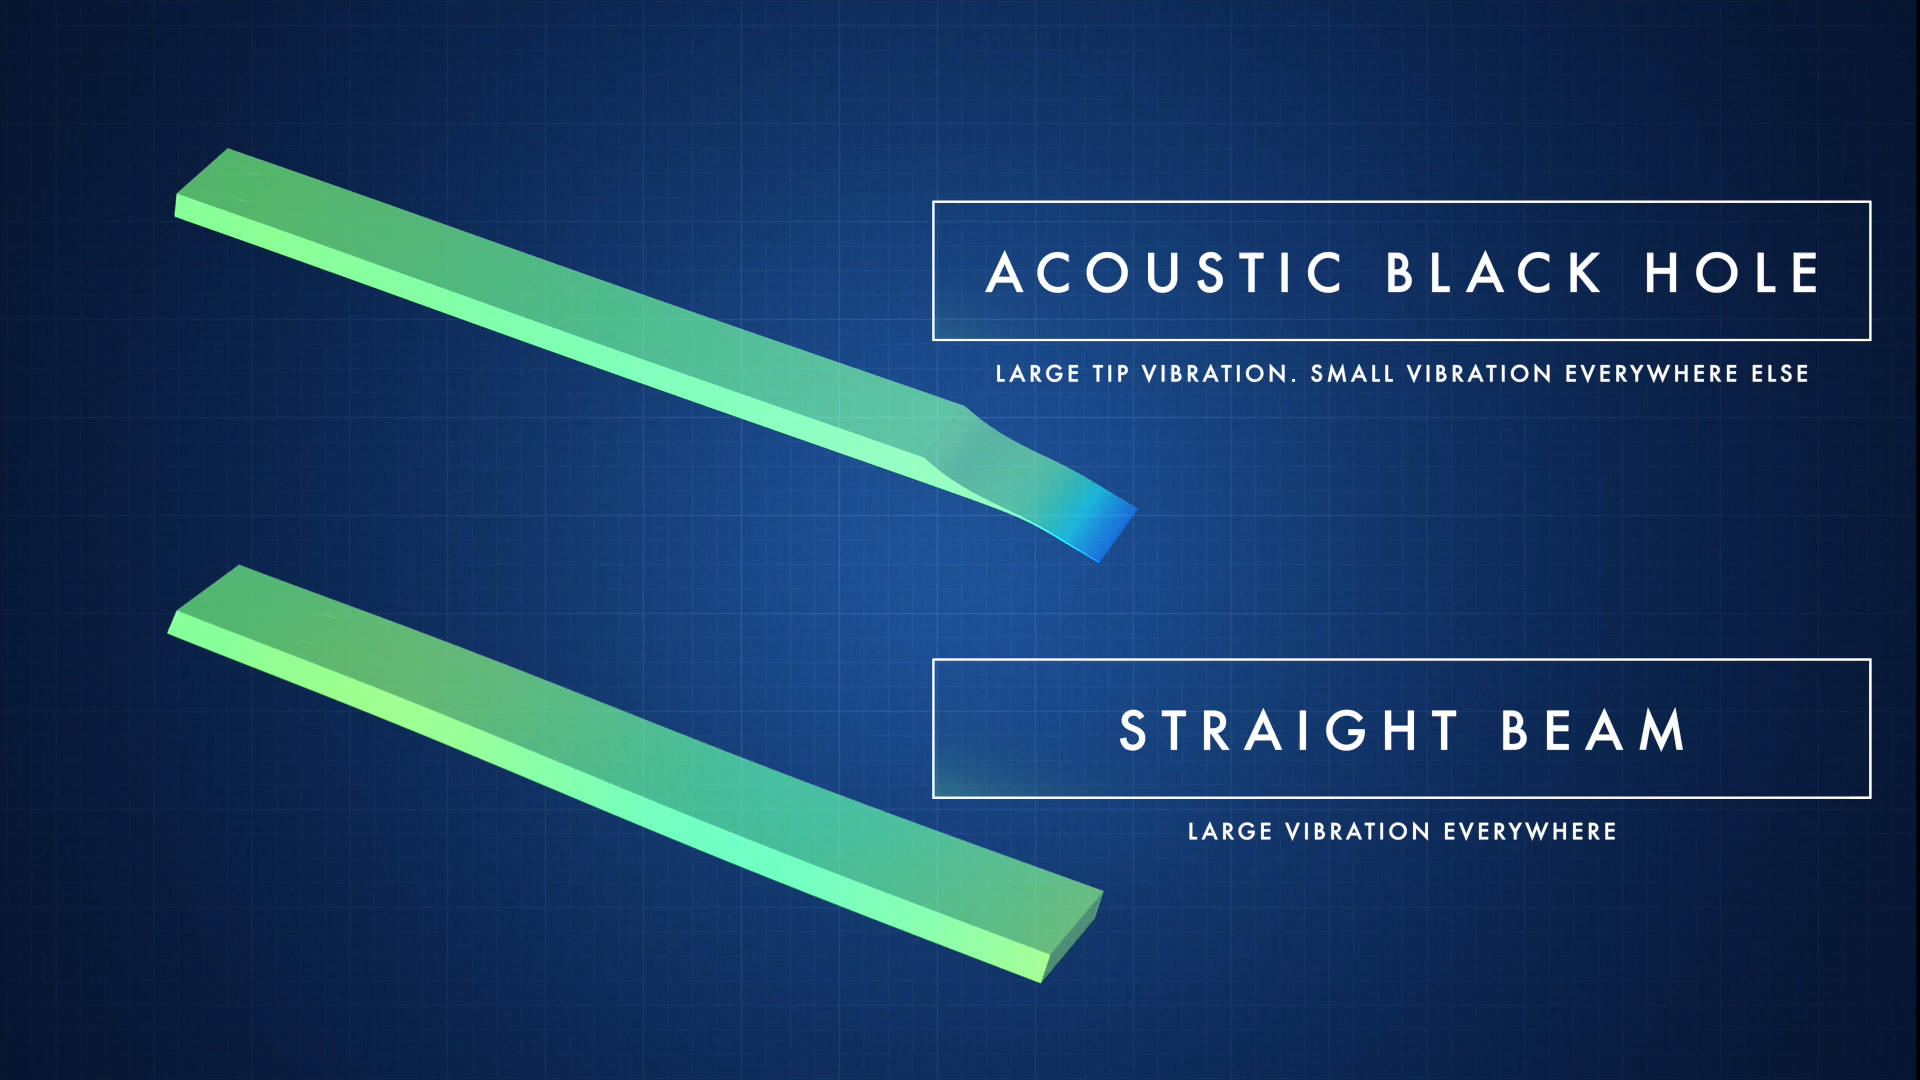 ACOUSTIC BLACK HOLE
LARGE TIP VIBRATION. SMALL VIBRATION EVERYWHERE ELSE
STRAIGHT BEAM
LARGE VIBRATION EVERYWHERE